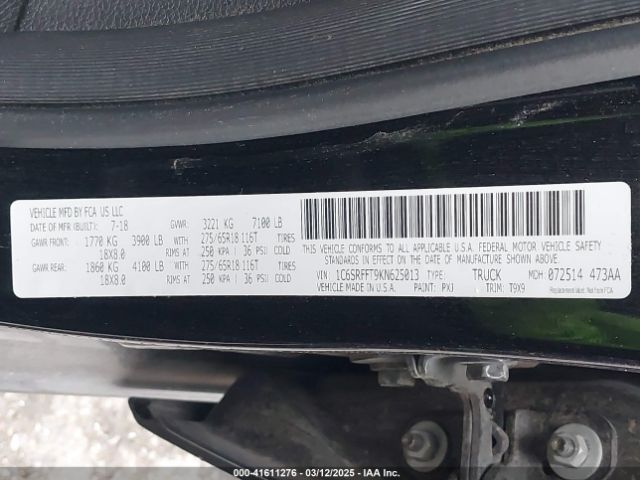 VEHICLE MFD BY FCA US LLC
DATE OF MFR (BUILT): 7-18 GVWR: 3221 KG 7100 LB
GAWR FRONT: 1770 KG 3900 LB WITH 275/65R18 116T TIRES
18X8.0 RIMS AT 250 KPA / 36 PSI COLD
GAWR REAR: 1860 KG 4100 LB WITH 275/65R18 116T TIRES
18X8.0 RIMS AT 250 KPA / 36 PSI COLD
THIS VEHICLE CONFORMS TO ALL APPLICABLE U.S.A. FEDERAL MOTOR VEHICLE SAFETY
STANDARDS IN EFFECT ON THE DATE OF MANUFACTURE SHOWN ABOVE.
VIN: 1C6SRFFT9KN625013 TYPE: TRUCK MDH 072514 473AA
VEHICLE MADE IN U.S.A. PAINT: PXJ TRIM: T9X9 Replacement label. Not from FCA
000-41611276 | 03/12/2025 | IAA Inc.